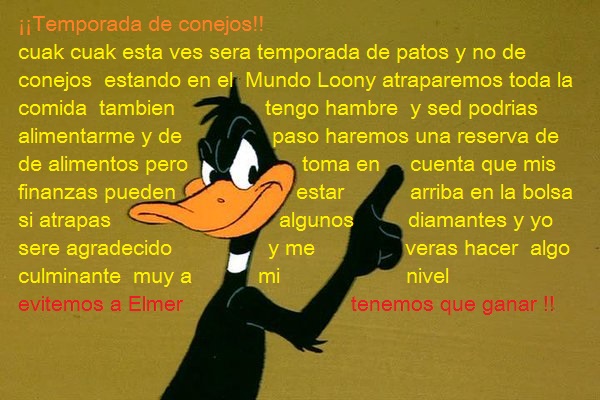 ¡¡Temporada de conejos!!
cuak cuak esta ves sera temporada de patos y no de
conejos estando en el Mundo Loony atraparemos toda la
comida tambien tengo hambre y sed podrias
alimentarme y de paso haremos una reserva de
de alimentos pero toma en cuenta que mis
finanzas pueden estar arriba en la bolsa
si atrapas algunos diamantes y yo
sere agradecido y me veras hacer algo
culminante muy a mi nivel
evitemos a Elmer tenemos que ganar !!